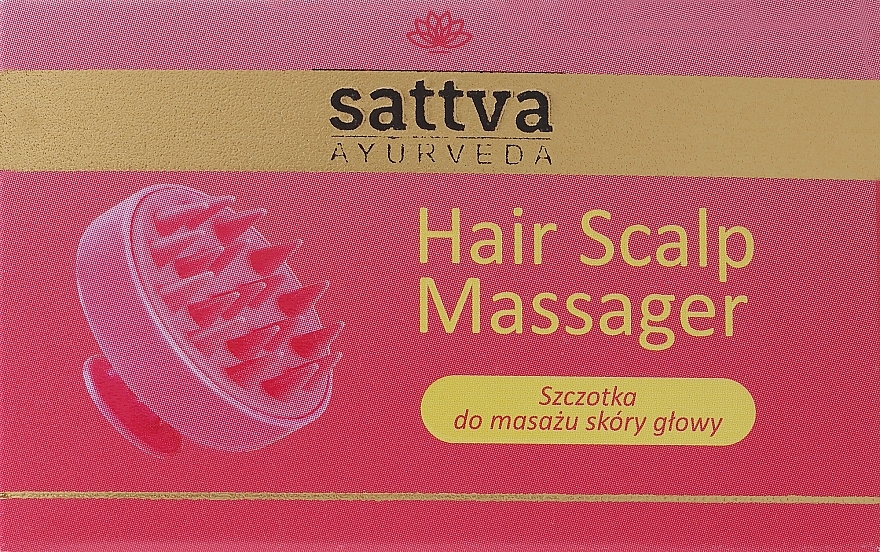 sattva
AYURVEDA
Hair Scalp
Massager
Szczotka
do masażu skóry głowy